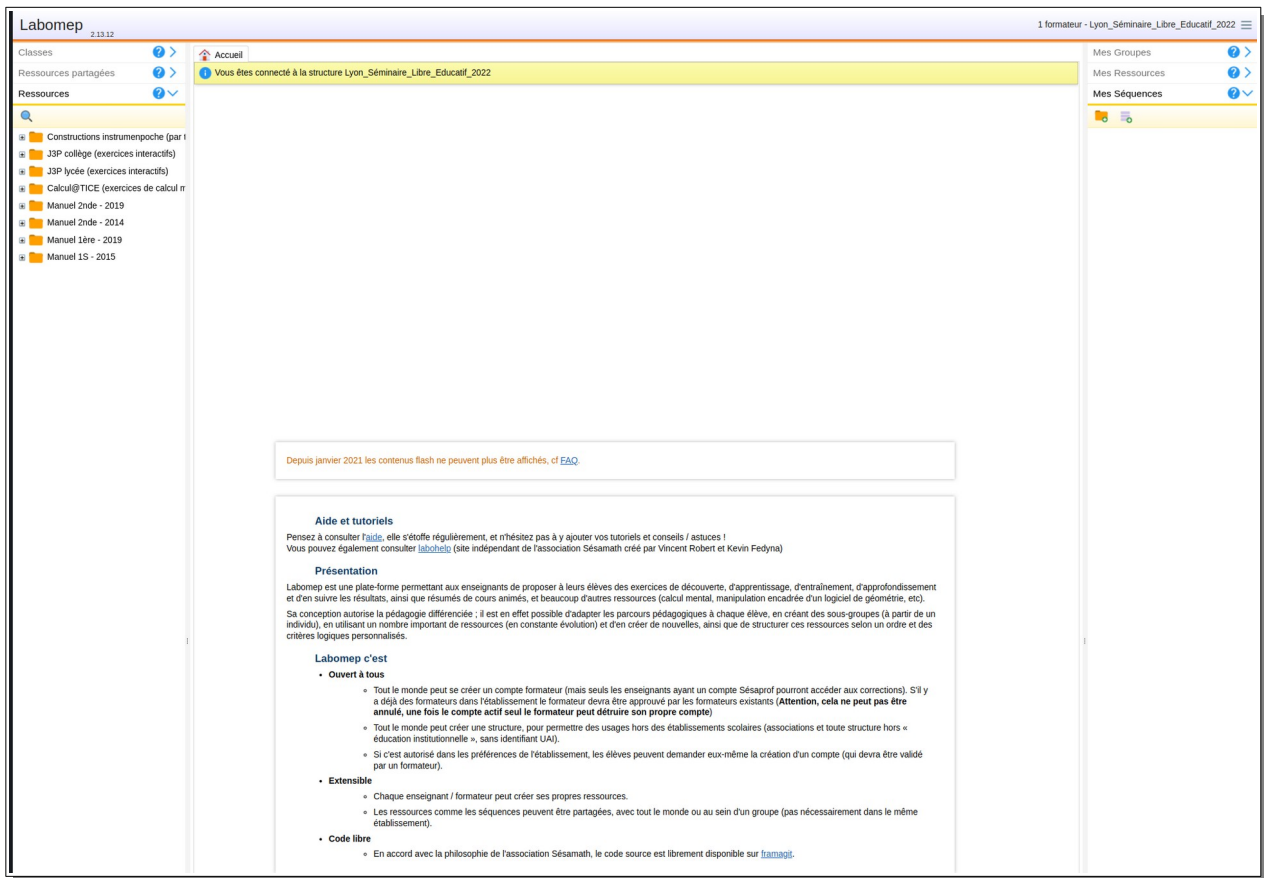 Labomep 2.13.12
1 formateur - Lyon_Séminaire_Libre_Educatif_2022
Classes
Ressources partagées
Ressources
Constructions instrumenpoche (par t
J3P collège (exercices interactifs)
J3P lycée (exercices interactifs)
Calcul@TICE (exercices de calcul m
Manuel 2nde - 2019
Manuel 2nde - 2014
Manuel 1ère - 2019
Manuel 1S - 2015
Accueil
Vous êtes connecté à la structure Lyon_Séminaire_Libre_Educatif_2022
Depuis janvier 2021 les contenus flash ne peuvent plus être affichés, cf FAQ.
Aide et tutoriels
Pensez à consulter l'aide, elle s'étoffe régulièrement, et n'hésitez pas à y ajouter vos tutoriels et conseils / astuces !
Vous pouvez également consulter labohelp (site indépendant de l'association Sésamath créé par Vincent Robert et Kevin Fedyna)
Présentation
Labomep est une plate-forme permettant aux enseignants de proposer à leurs élèves des exercices de découverte, d'apprentissage, d'entraînement, d'approfondissement
et d'en suivre les résultats, ainsi que résumés de cours animés, et beaucoup d'autres ressources (calcul mental, manipulation encadrée d'un logiciel de géométrie, etc).
Sa conception autorise la pédagogie différenciée ; il est en effet possible d'adapter les parcours pédagogiques à chaque élève, en créant des sous-groupes (à partir de un
individu), en utilisant un nombre important de ressources (en constante évolution) et d'en créer de nouvelles, ainsi que de structurer ces ressources selon un ordre et des
critères logiques personnalisés.
Labomep c'est
• Ouvert à tous
◦ Tout le monde peut se créer un compte formateur (mais seuls les enseignants ayant un compte Sésaprof pourront accéder aux corrections). S'il y
a déjà des formateurs dans l'établissement le formateur devra être approuvé par les formateurs existants (Attention, cela ne peut pas être
annulé, une fois le compte actif seul le formateur peut détruire son propre compte)
◦ Tout le monde peut créer une structure, pour permettre des usages hors des établissements scolaires (associations et toute structure hors «
éducation institutionnelle », sans identifiant UAI).
◦ Si c'est autorisé dans les préférences de l'établissement, les élèves peuvent demander eux-même la création d'un compte (qui devra être validé
par un formateur).
• Extensible
◦ Chaque enseignant / formateur peut créer ses propres ressources.
◦ Les ressources comme les séquences peuvent être partagées, avec tout le monde ou au sein d'un groupe (pas nécessairement dans le même
établissement).
• Code libre
◦ En accord avec la philosophie de l'association Sésamath, le code source est librement disponible sur framagit.
Mes Groupes
Mes Ressources
Mes Séquences